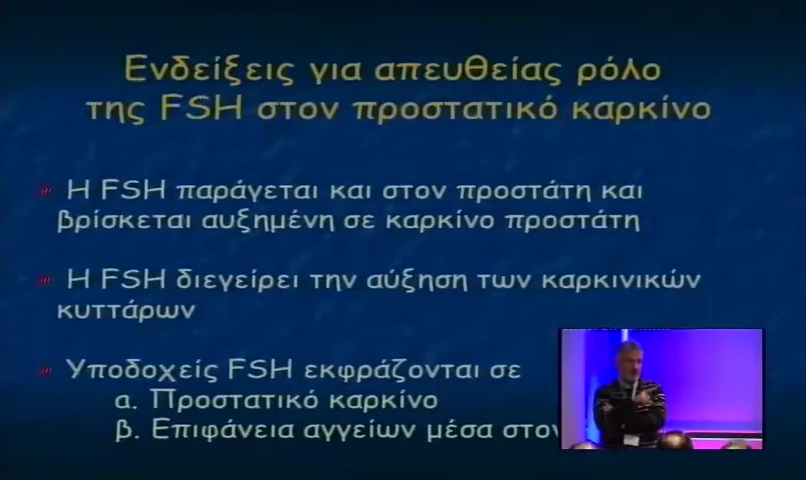 Ενδείξεις για απευθείας ρόλο
της FSH στον προστατικό καρκίνο
Η FSH παράγεται και στον προστάτη και
βρίσκεται αυξημένη σε καρκίνο προστάτη
Η FSH διεγείρει την αύξηση των καρκινικών
κυττάρων
Υποδοχείς FSH εκφράζονται σε
α. Προστατικό καρκίνο
β. Επιφάνεια αγγείων μέσα στον